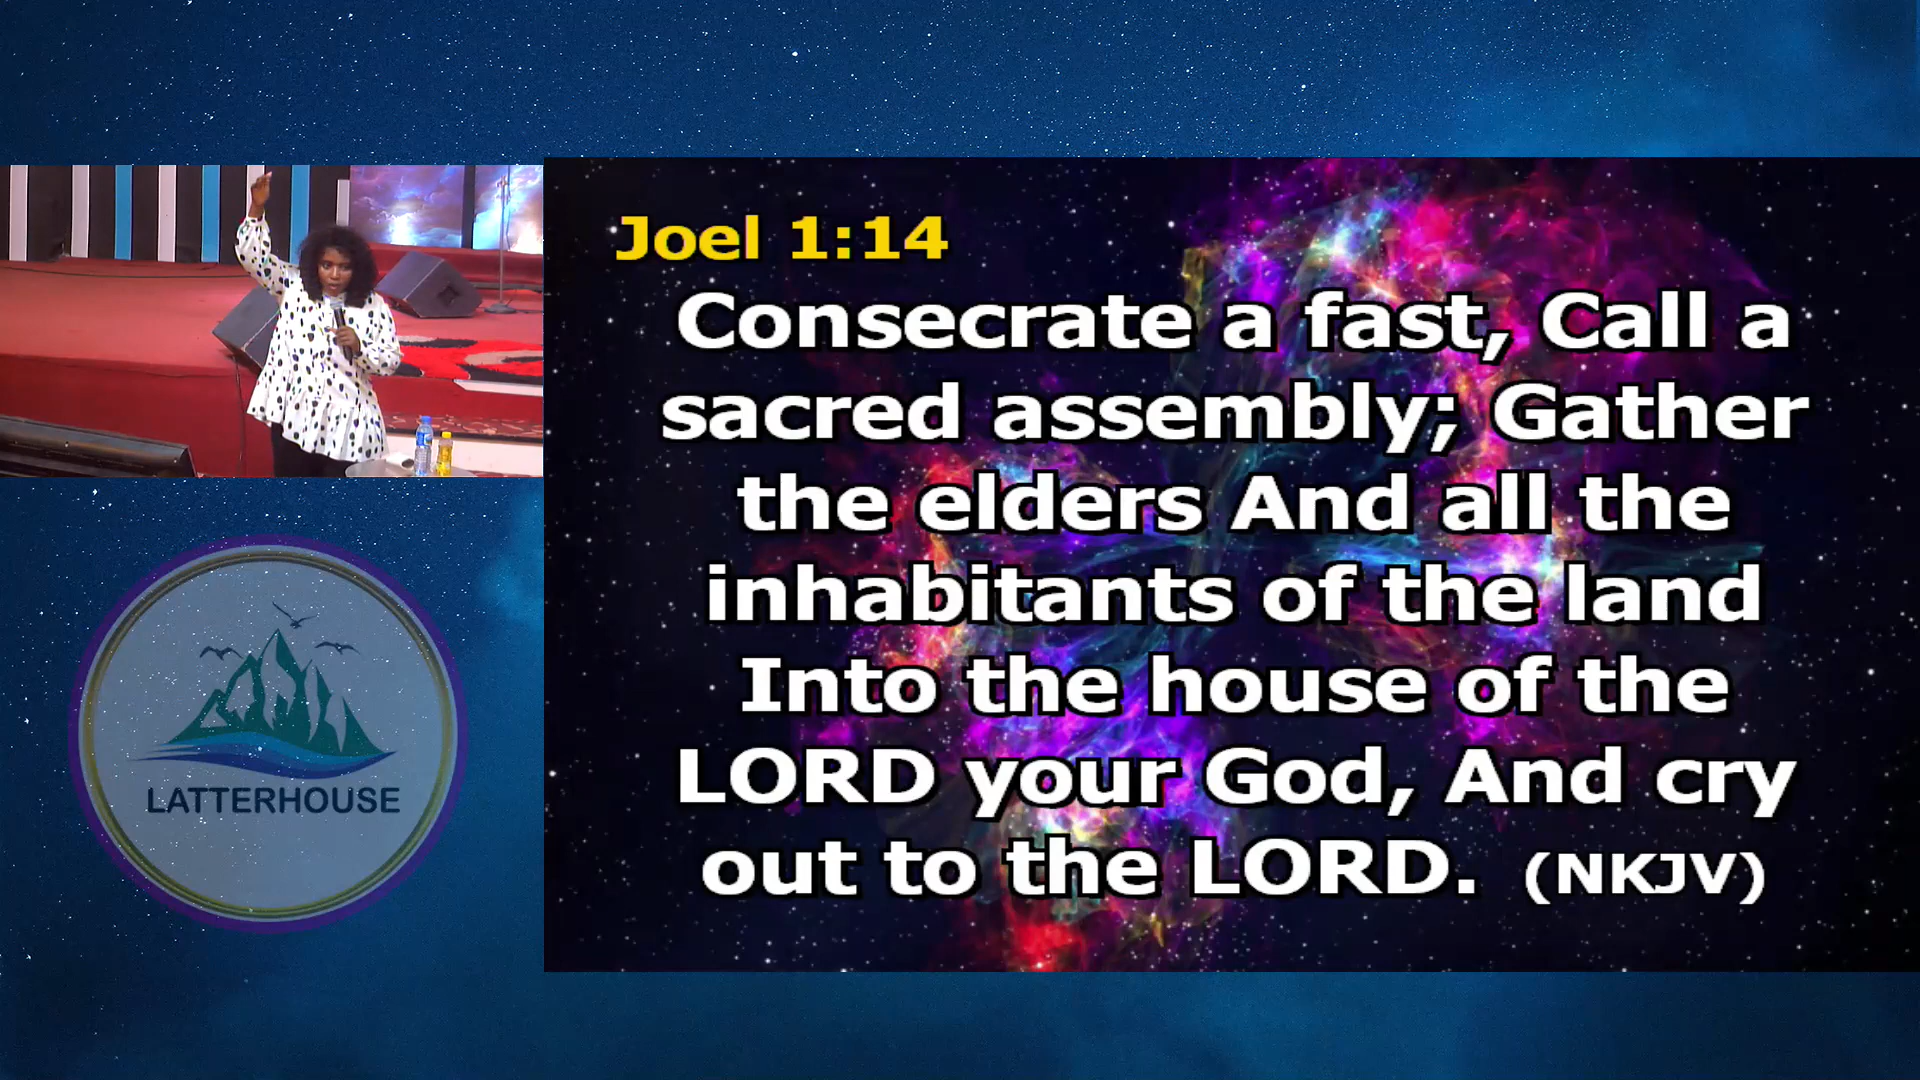 Joel 1:14
Consecrate a fast, Call a
sacred assembly; Gather
the elders And all the
inhabitants of the land
Into the house of the
LORD your God, And cry
out to the LORD. (NKJV)
LATTERHOUSE